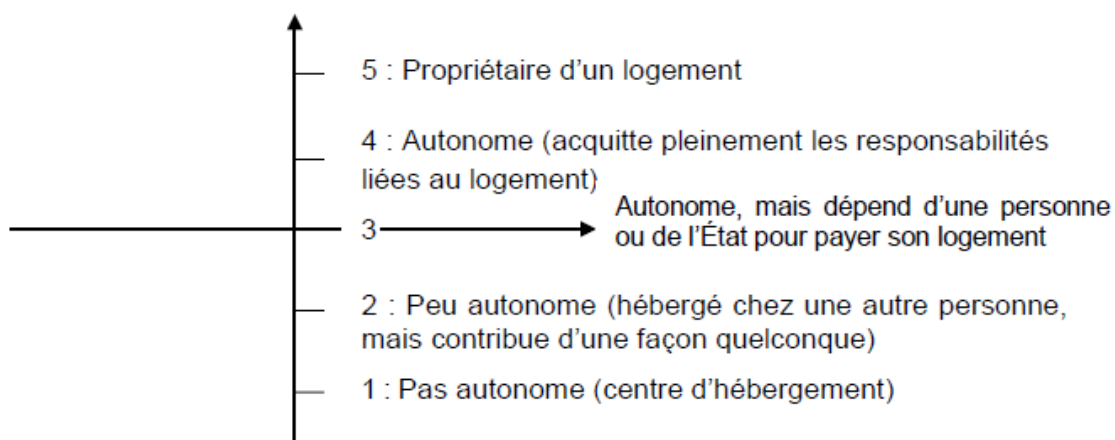 5 : Propriétaire d’un logement
4 : Autonome (acquitte pleinement les responsabilités
liées au logement)
3
Autonome, mais dépend d’une personne
ou de l’État pour payer son logement
2 : Peu autonome (hébergé chez une autre personne,
mais contribue d’une façon quelconque)
1 : Pas autonome (centre d’hébergement)